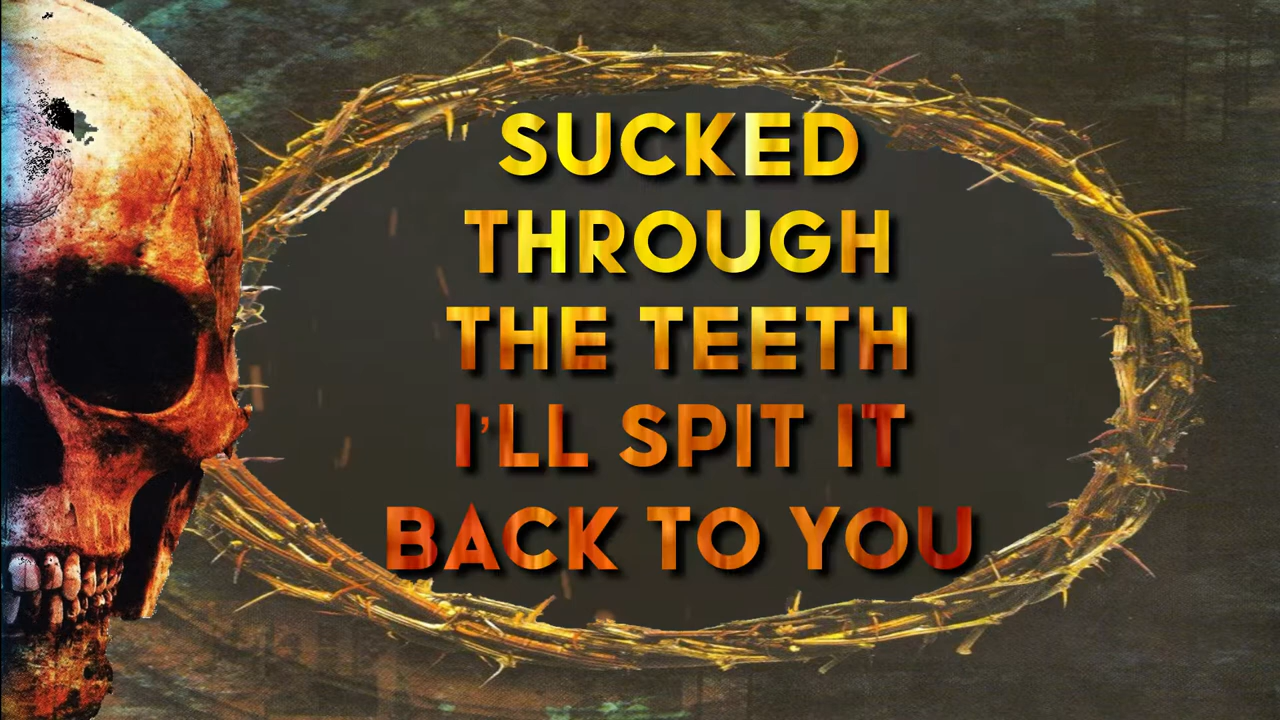 SUCKED
THROUGH
THE TEETH
I'LL SPIT IT
BACK TO YOU